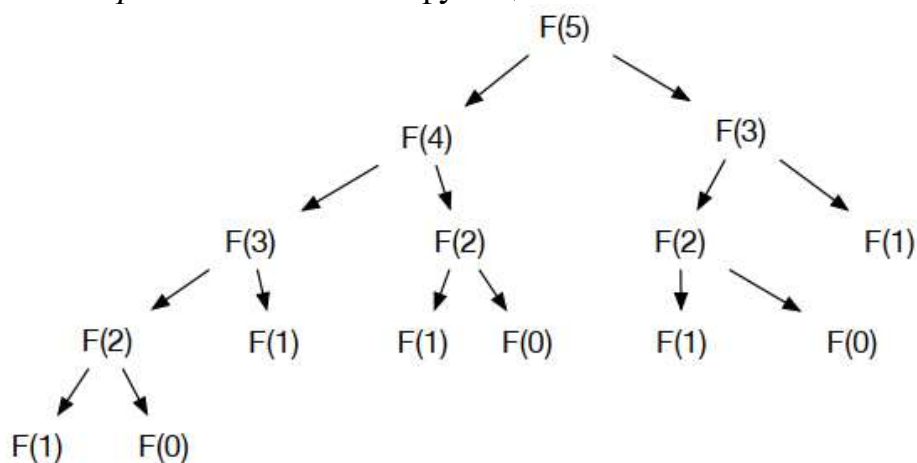 F(5)
F(4) F(3)
F(3) F(2) F(2) F(1)
F(2) F(1) F(1) F(0) F(1) F(0)
F(1) F(0)